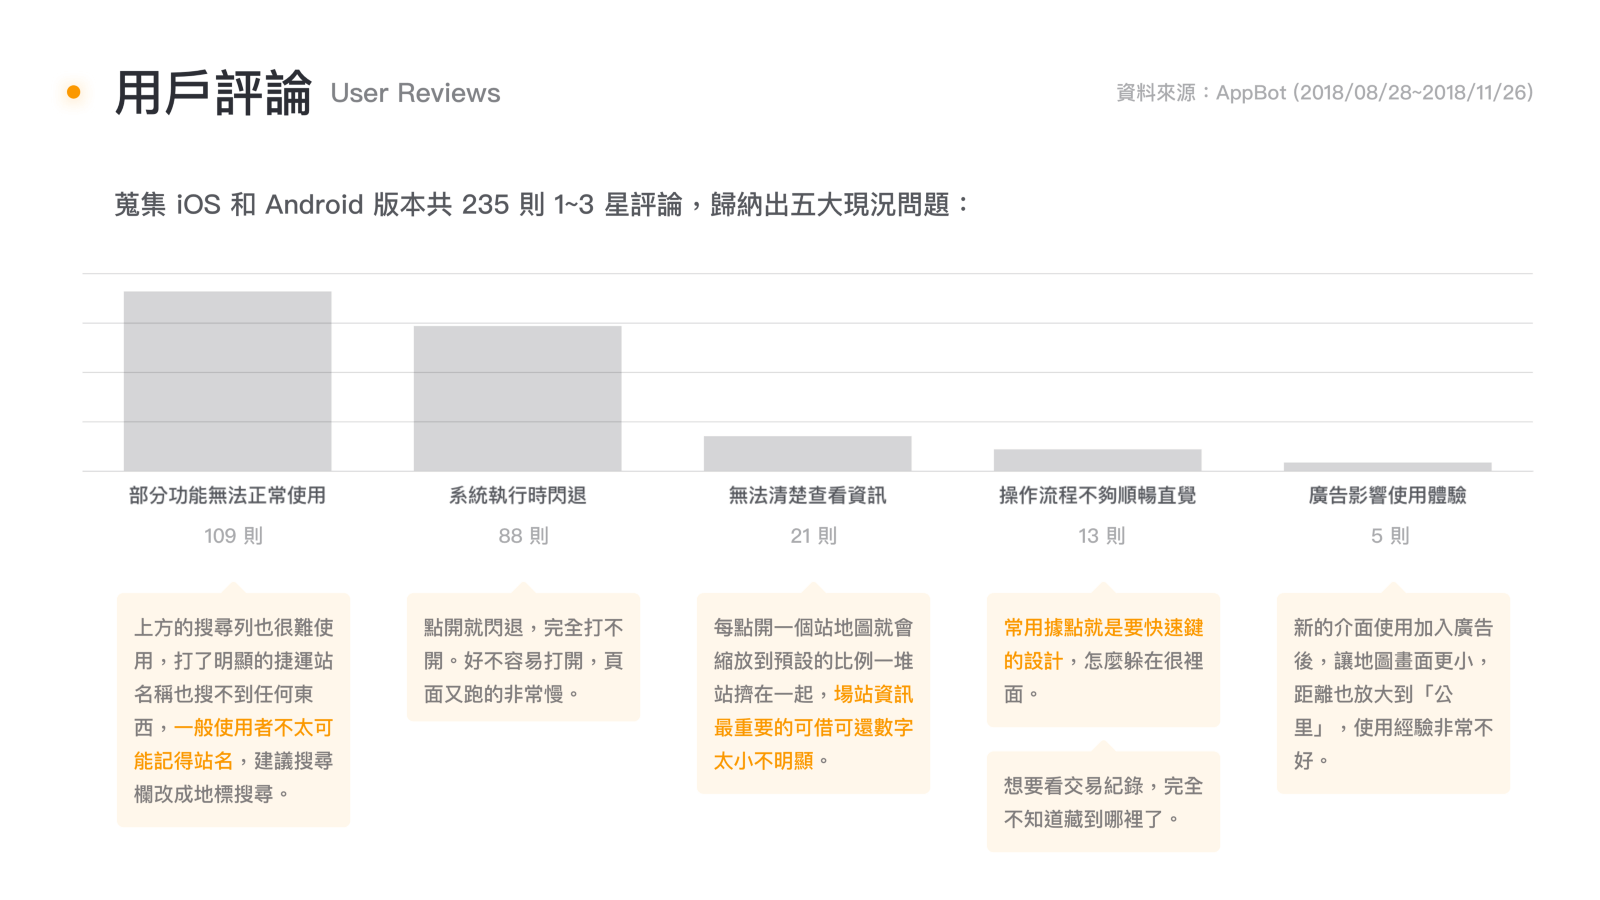 用戶評論 User Reviews
資料來源：AppBot (2018/08/28~2018/11/26)
蒐集 iOS 和 Android 版本共 235 則 1~3 星評論，歸納出五大現況問題：
部分功能無法正常使用
109 則
上方的搜尋列也很難使
用，打了明顯的捷運站
名稱也搜不到任何東
西，一般使用者不太可
能記得站名，建議搜尋
欄改成地標搜尋。
系統執行時閃退
88 則
點開就閃退，完全打不
開。好不容易打開，頁
面又跑的非常慢。
無法清楚查看資訊
21 則
每點開一個站地圖就會
縮放到預設的比例一堆
站擠在一起，場站資訊
最重要的可借可還數字
太小不明顯。
操作流程不夠順暢直覺
13 則
常用據點就是要快速鍵
的設計，怎麼躲在很裡
面。
想要看交易紀錄，完全
不知道藏到哪裡了。
廣告影響使用體驗
5 則
新的介面使用加入廣告
後，讓地圖畫面更小，
距離也放大到「公
里」，使用經驗非常不
好。